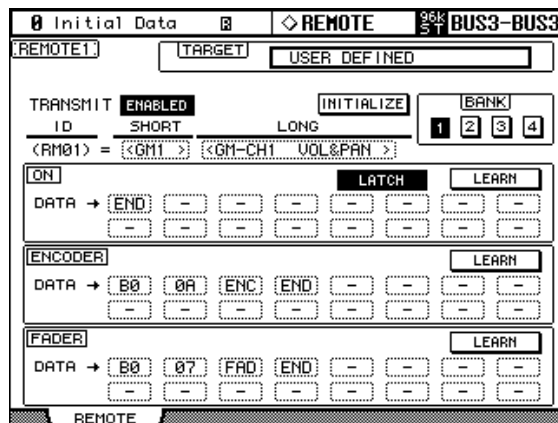 0 Initial Data REMOTE 96k ST BUS3-BUS3
REMOTE1 TARGET USER DEFINED
TRANSMIT ENABLED INITIALIZE BANK
ID SHORT LONG 1 2 3 4
(RM01) = <GM1 > <GM-CH1 VOL&PAN >
ON LATCH LEARN
DATA → END - - - - - - -
- - - - - - - -
ENCODER LEARN
DATA → B0 0A ENC END - - - -
- - - - - - - -
FADER LEARN
DATA → B0 07 FAD END - - - -
- - - - - - - -
REMOTE